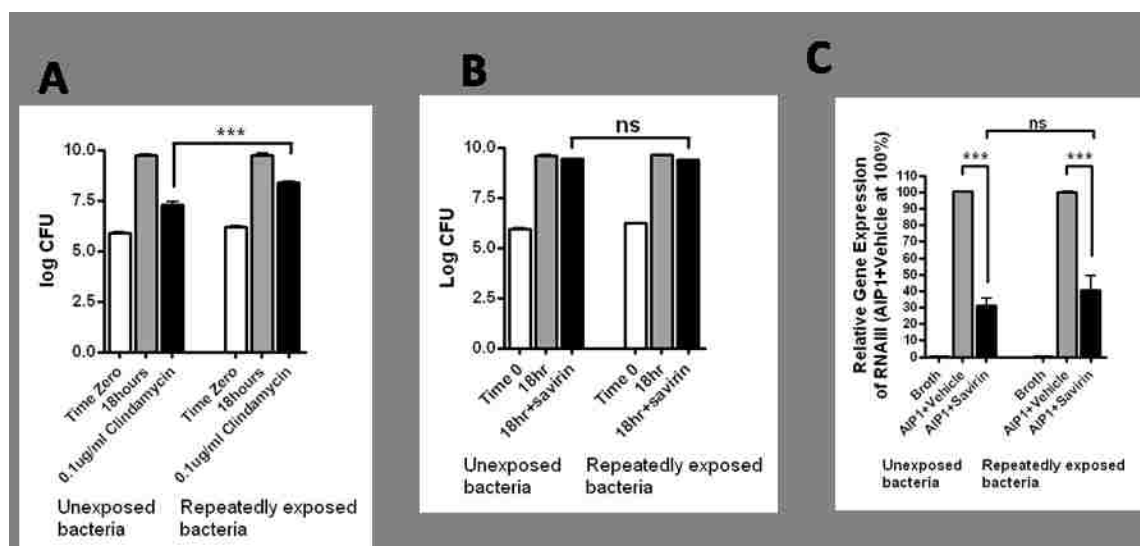 A
***
log CFU
10.0
7.5
5.0
2.5
0.0
Time Zero
18hours
0.1ug/ml Clindamycin
Time Zero
18hours
0.1ug/ml Clindamycin
Unexposed
bacteria
Repeatedly exposed
bacteria
B
ns
Log CFU
10.0
7.5
5.0
2.5
0.0
Time 0
18hr
18hr+savirin
Time 0
18hr
18hr+savirin
Unexposed
bacteria
Repeatedly exposed
bacteria
C
ns
***
***
Relative Gene Expression
of RNAIII (AIP1+Vehicle at 100%)
110
100
90
80
70
60
50
40
30
20
10
0
Broth
AIP1+Vehicle
AIP1+Savirin
Broth
AIP1+Vehicle
AIP1+Savirin
Unexposed
bacteria
Repeatedly exposed
bacteria